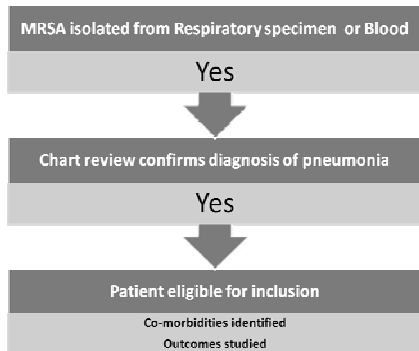 MRSA isolated from Respiratory specimen or Blood
Yes
Chart review confirms diagnosis of pneumonia
Yes
Patient eligible for inclusion
Co-morbidities identified
Outcomes studied